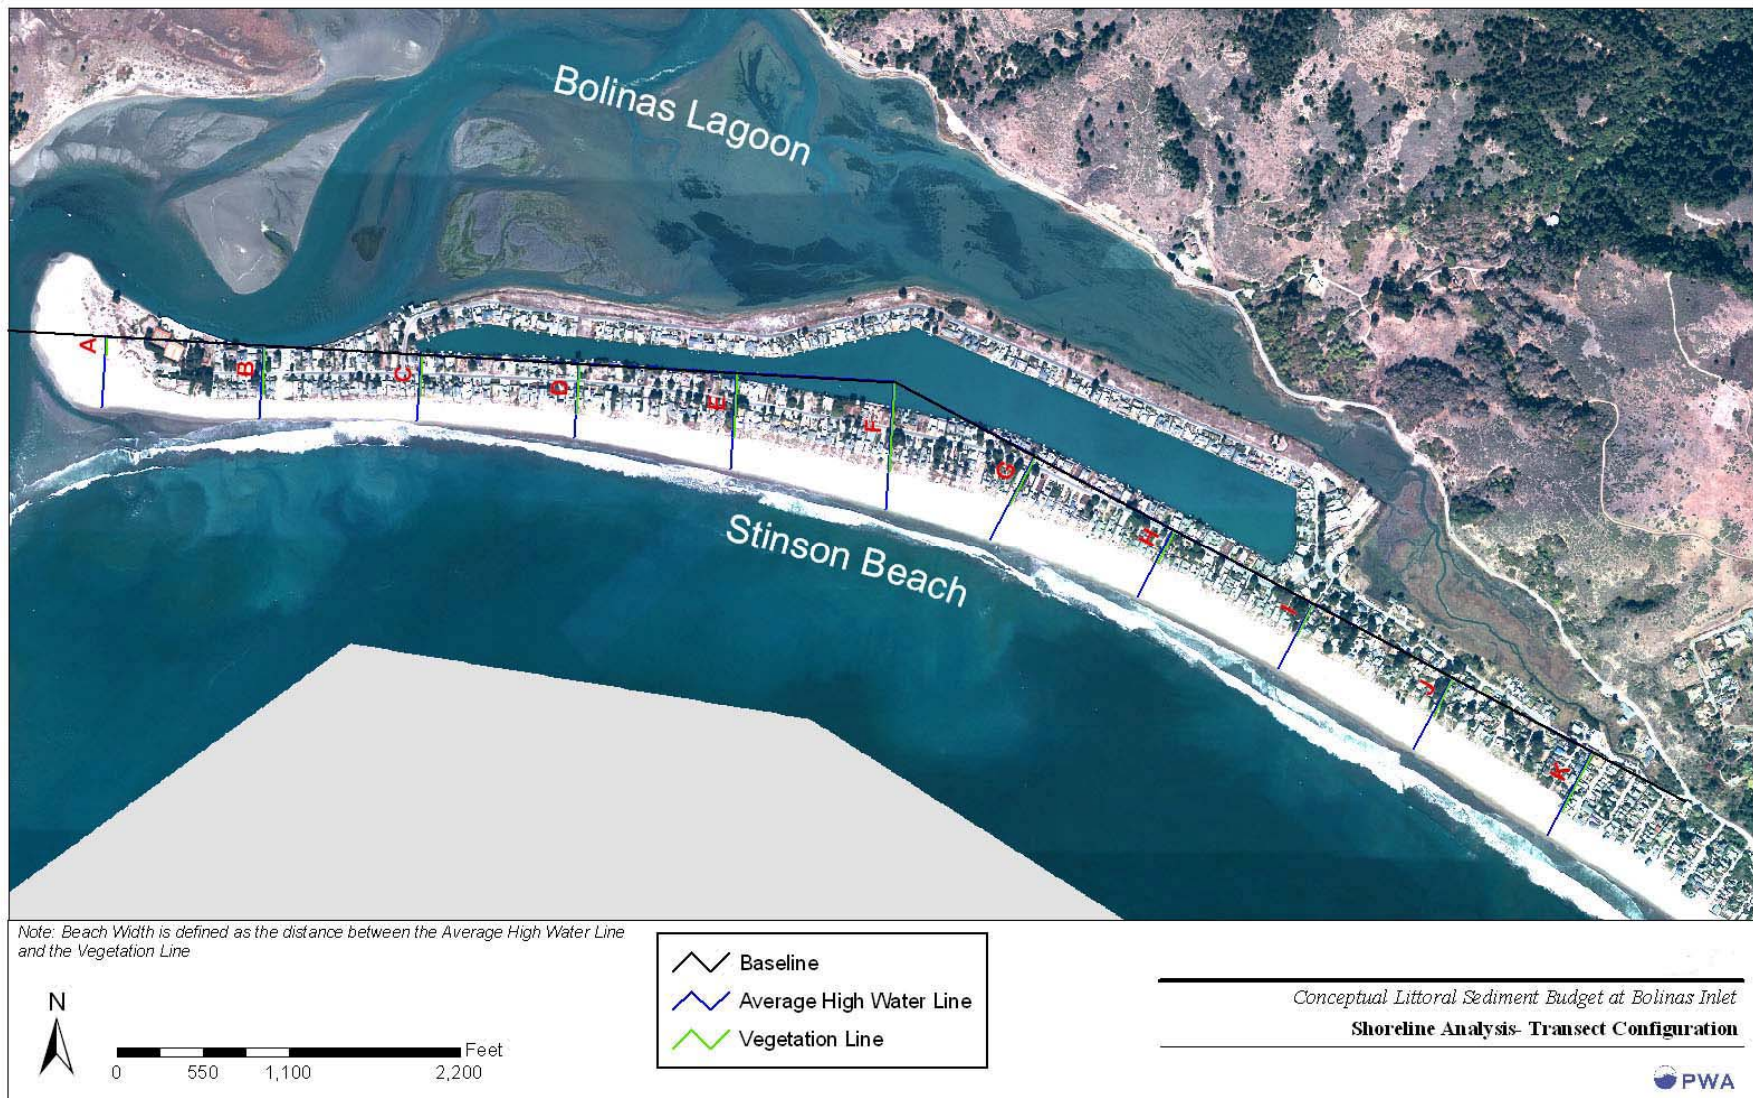 Bolinas Lagoon
A
B
C
D
E
F
G
H
I
J
K
Stinson Beach
Note: Beach Width is defined as the distance between the Average High Water Line
and the Vegetation Line
N
Feet
0 550 1,100 2,200
Baseline
Average High Water Line
Vegetation Line
Conceptual Littoral Sediment Budget at Bolinas Inlet
Shoreline Analysis- Transect Configuration
PWA